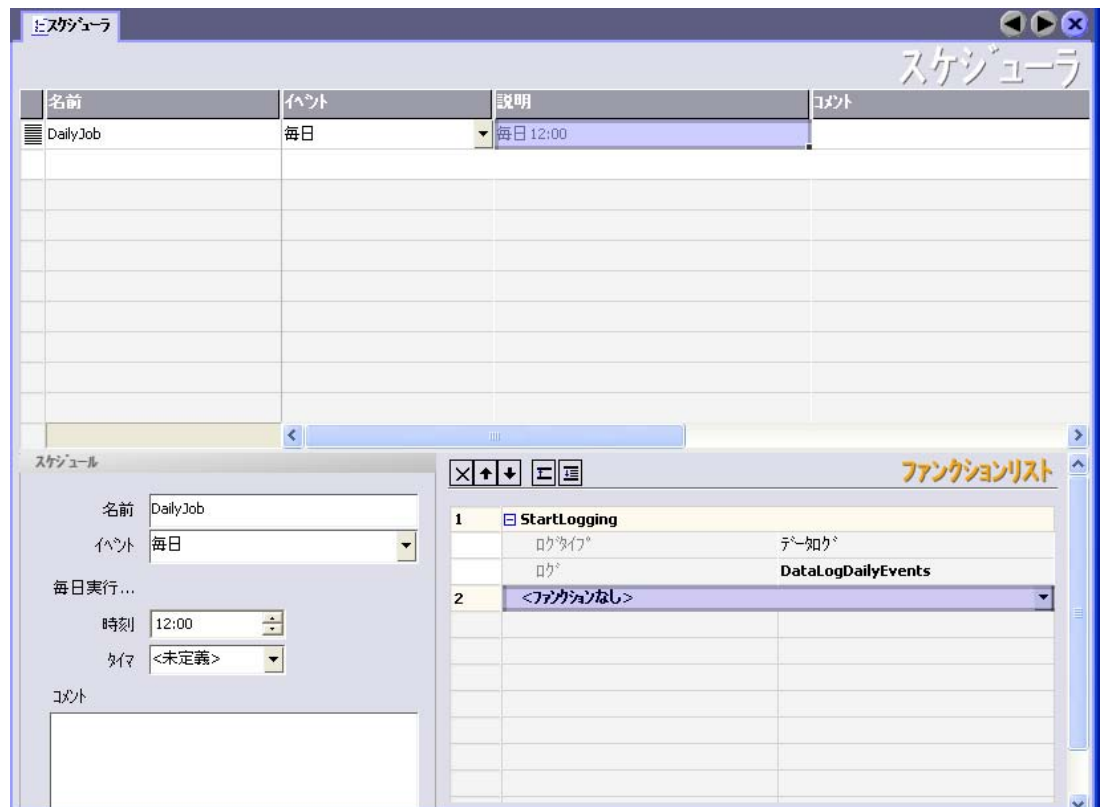 スケジューラ
スケジューラ
名前 イベント 説明 コメント
DailyJob 毎日 毎日 12:00
スケジュール
ファンクションリスト
名前 DailyJob
イベント 毎日
毎日実行...
時刻 12:00
タイマ <未定義>
コメント
1 StartLogging
ログタイプ データログ
ログ DataLogDailyEvents
2 <ファンクションなし>